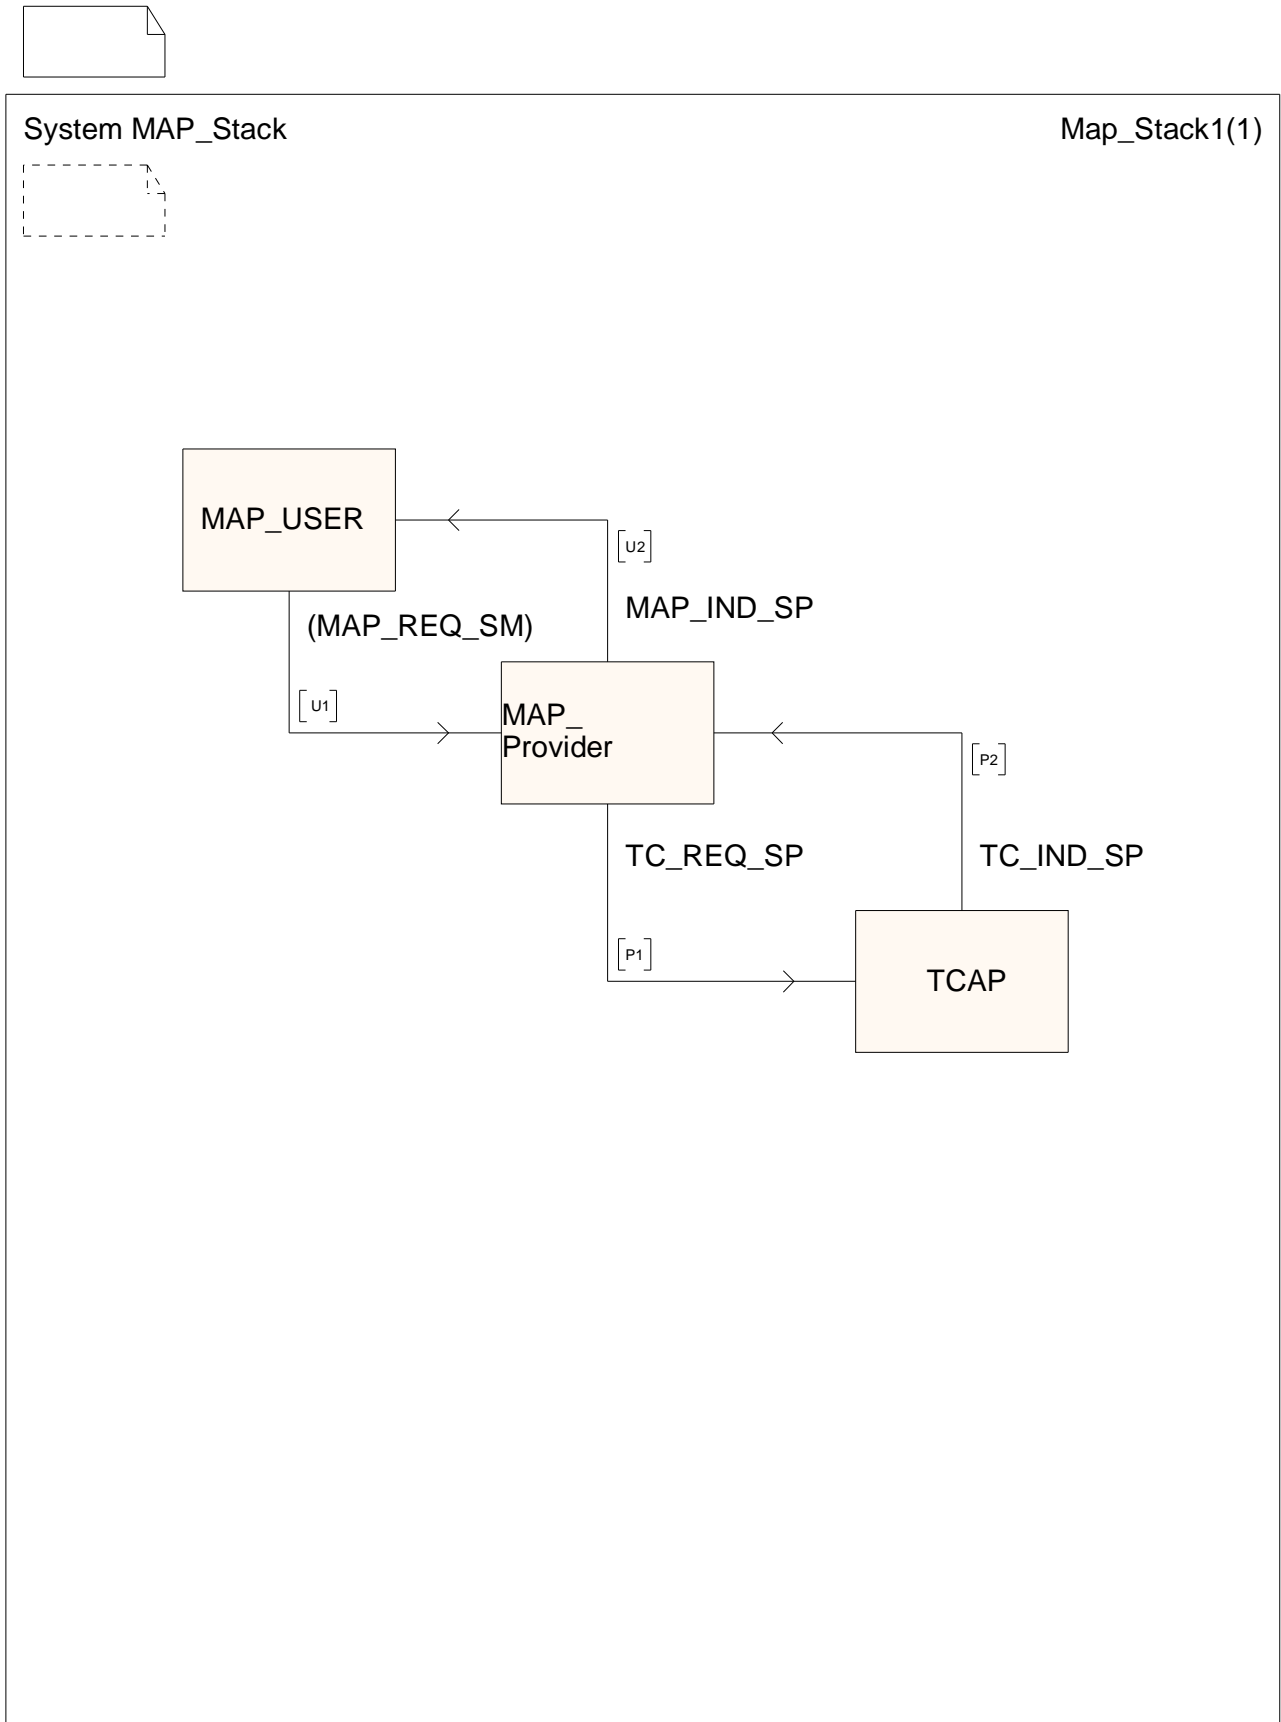 System MAP_Stack
Map_Stack1(1)
MAP_USER
[U2]
MAP_IND_SP
(MAP_REQ_SM)
[U1]
MAP_
Provider
[P2]
TC_REQ_SP
TC_IND_SP
[P1]
TCAP